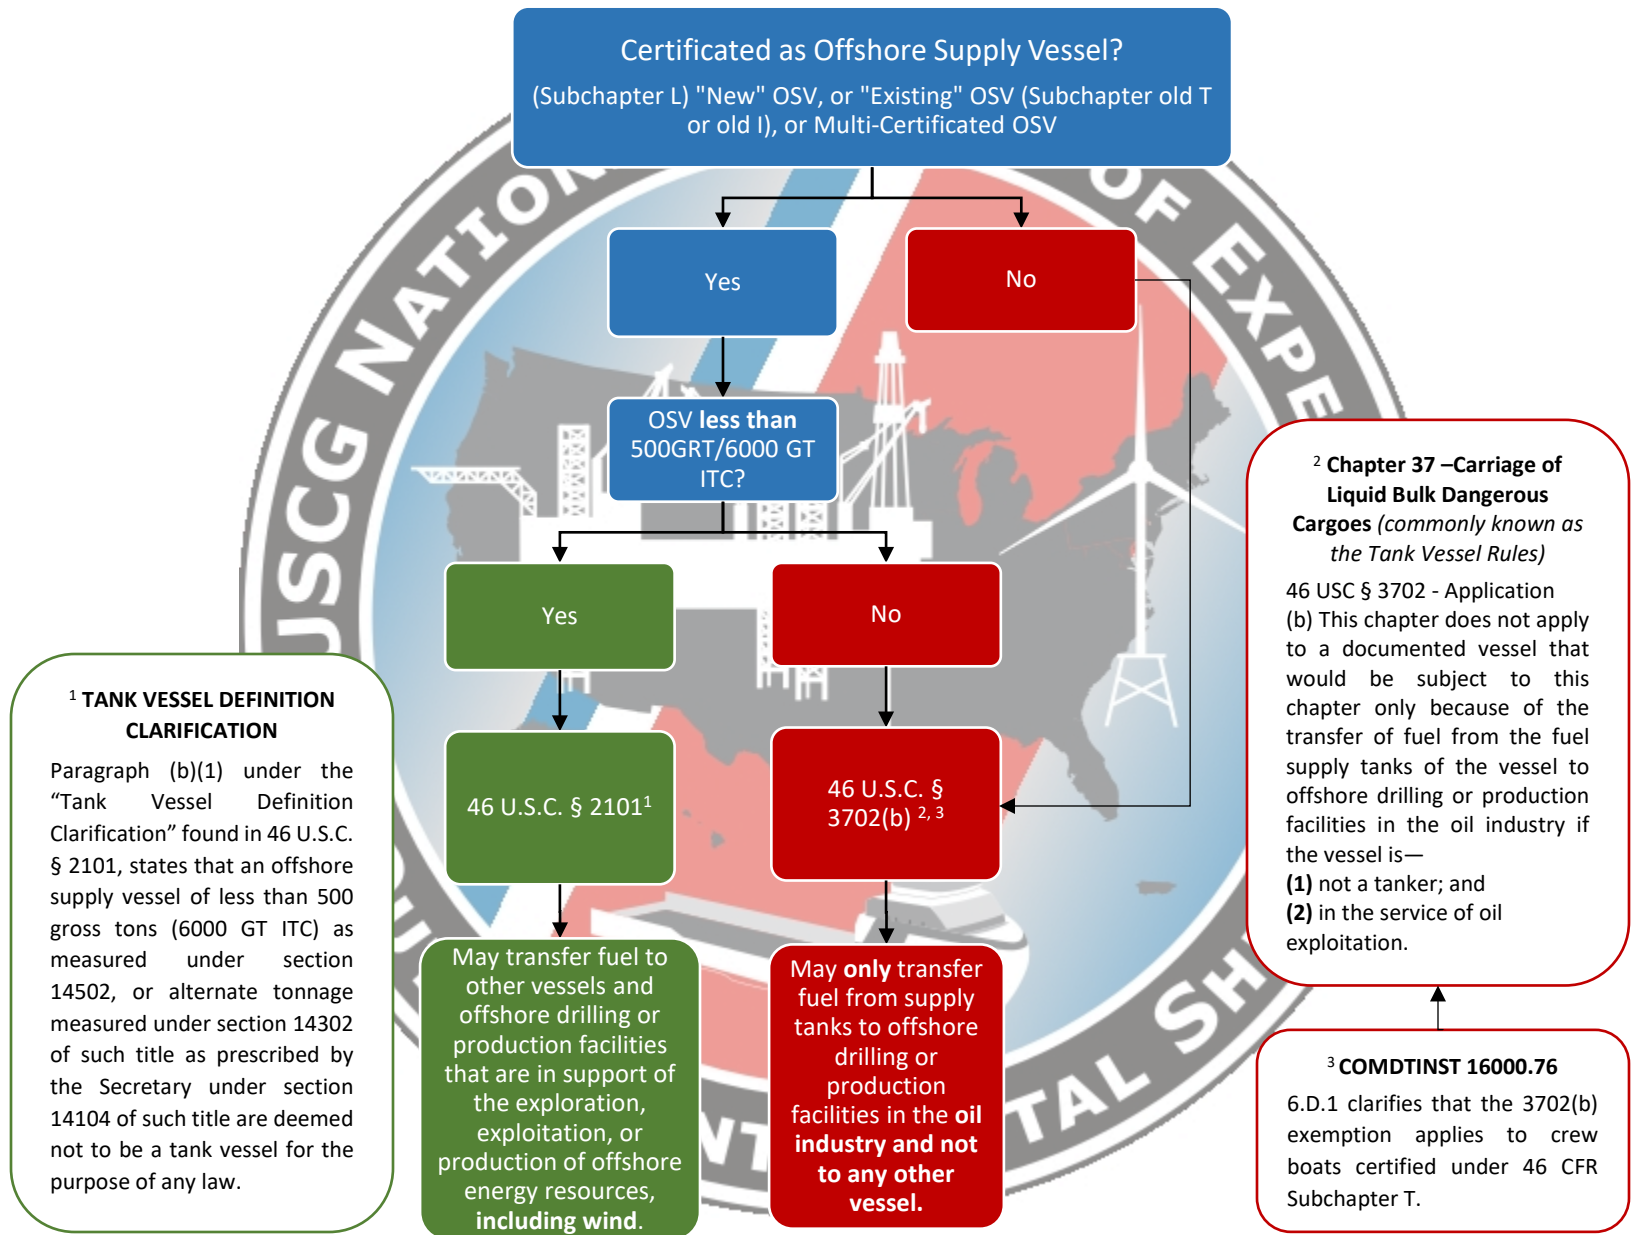 Certificated as Offshore Supply Vessel?
(Subchapter L) "New" OSV, or "Existing" OSV (Subchapter old T
or old I), or Multi-Certificated OSV
Yes
No
OSV less than
500GRT/6000 GT
ITC?
Yes
No
46 U.S.C. § 2101¹
46 U.S.C. §
3702(b) ²,³
May transfer fuel to
other vessels and
offshore drilling or
production facilities
that are in support of
the exploration,
exploitation, or
production of offshore
energy resources,
including wind.
May only transfer
fuel from supply
tanks to offshore
drilling or
production
facilities in the oil
industry and not
to any other
vessel.
¹ TANK VESSEL DEFINITION
CLARIFICATION
Paragraph (b)(1) under the
“Tank Vessel Definition
Clarification” found in 46 U.S.C.
§ 2101, states that an offshore
supply vessel of less than 500
gross tons (6000 GT ITC) as
measured under section
14502, or alternate tonnage
measured under section 14302
of such title as prescribed by
the Secretary under section
14104 of such title are deemed
not to be a tank vessel for the
purpose of any law.
² Chapter 37 –Carriage of
Liquid Bulk Dangerous
Cargoes (commonly known as
the Tank Vessel Rules)
46 USC § 3702 - Application
(b) This chapter does not apply
to a documented vessel that
would be subject to this
chapter only because of the
transfer of fuel from the fuel
supply tanks of the vessel to
offshore drilling or production
facilities in the oil industry if
the vessel is—
(1) not a tanker; and
(2) in the service of oil
exploitation.
³ COMDTINST 16000.76
6.D.1 clarifies that the 3702(b)
exemption applies to crew
boats certified under 46 CFR
Subchapter T.
USCG NATION
OF EXPE
NT
TAL SH